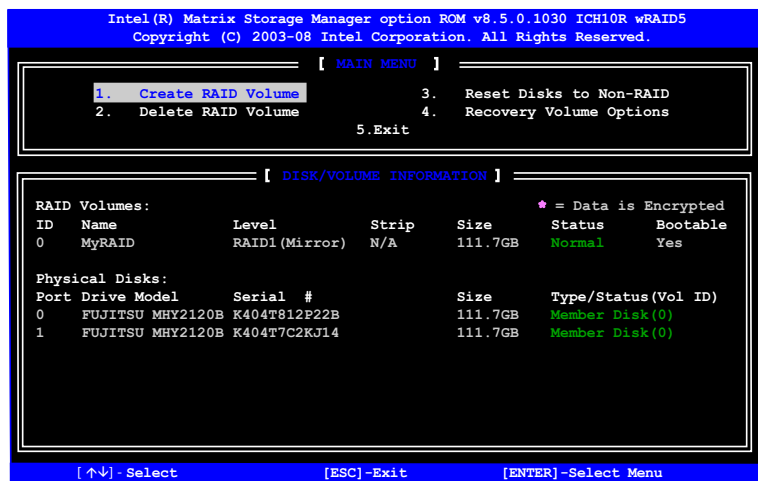 Intel(R) Matrix Storage Manager option ROM v8.5.0.1030 ICH10R wRAID5
Copyright (C) 2003-08 Intel Corporation. All Rights Reserved.
[ MAIN MENU ]
1. Create RAID Volume 3. Reset Disks to Non-RAID
2. Delete RAID Volume 4. Recovery Volume Options
5.Exit
[ DISK/VOLUME INFORMATION ]
RAID Volumes: * = Data is Encrypted
ID Name Level Strip Size Status Bootable
0 MyRAID RAID1(Mirror) N/A 111.7GB Normal Yes
Physical Disks:
Port Drive Model Serial # Size Type/Status(Vol ID)
0 FUJITSU MHY2120B K404T812P22B 111.7GB Member Disk(0)
1 FUJITSU MHY2120B K404T7C2KJ14 111.7GB Member Disk(0)
[↑↓]-Select [ESC]-Exit [ENTER]-Select Menu